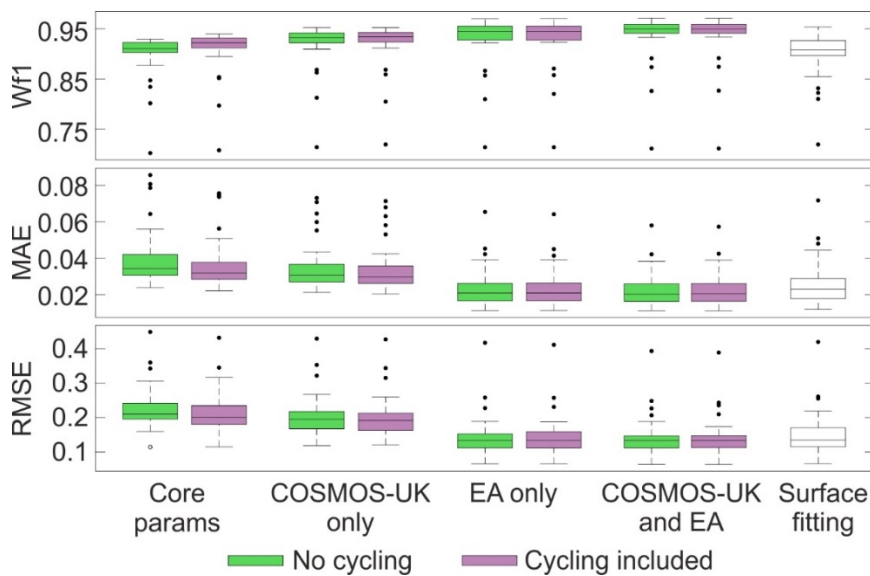 0.95
0.85
0.75
Wf1
0.08
0.06
0.04
0.02
MAE
0.4
0.3
0.2
0.1
RMSE
Core params
COSMOS-UK only
EA only
COSMOS-UK and EA
Surface fitting
No cycling
Cycling included